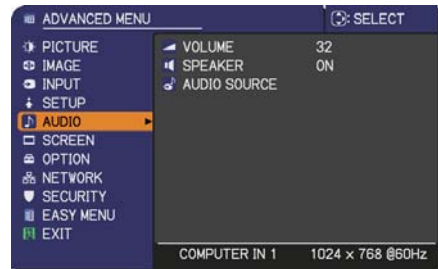 ADVANCED MENU
: SELECT
PICTURE
IMAGE
INPUT
SETUP
AUDIO
SCREEN
OPTION
NETWORK
SECURITY
EASY MENU
EXIT
VOLUME 32
SPEAKER ON
AUDIO SOURCE
COMPUTER IN 1 1024 x 768 @60Hz